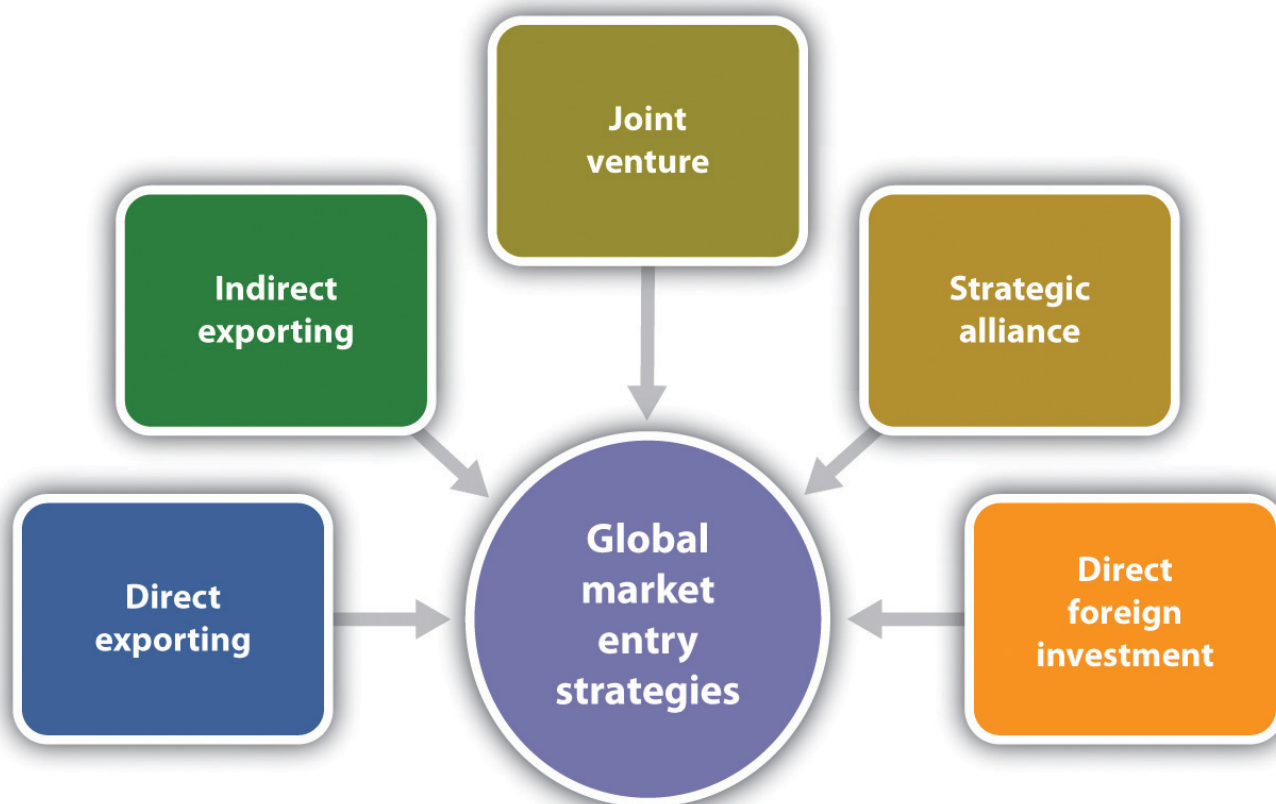 Joint
venture
Indirect
exporting
Strategic
alliance
Direct
exporting
Global
market
entry
strategies
Direct
foreign
investment